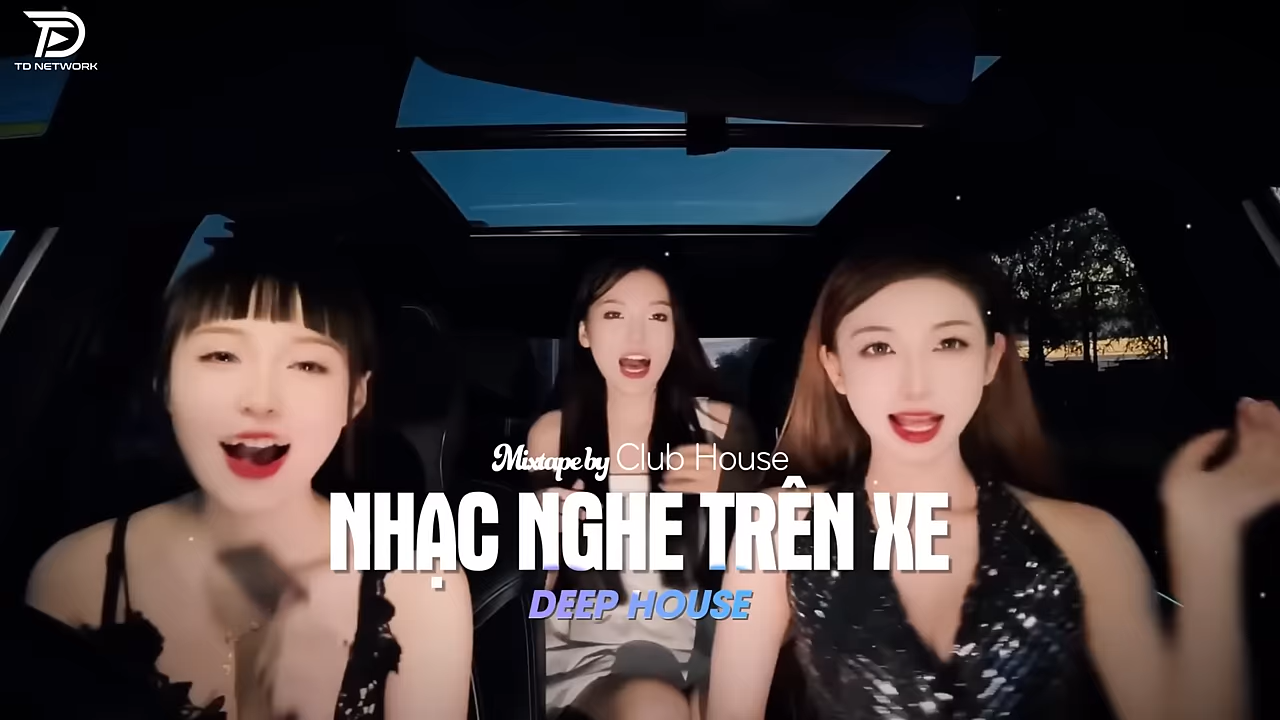 TD NETWORK
Mixtape by Club House
NHẠC NGHE TRÊN XE
DEEP HOUSE